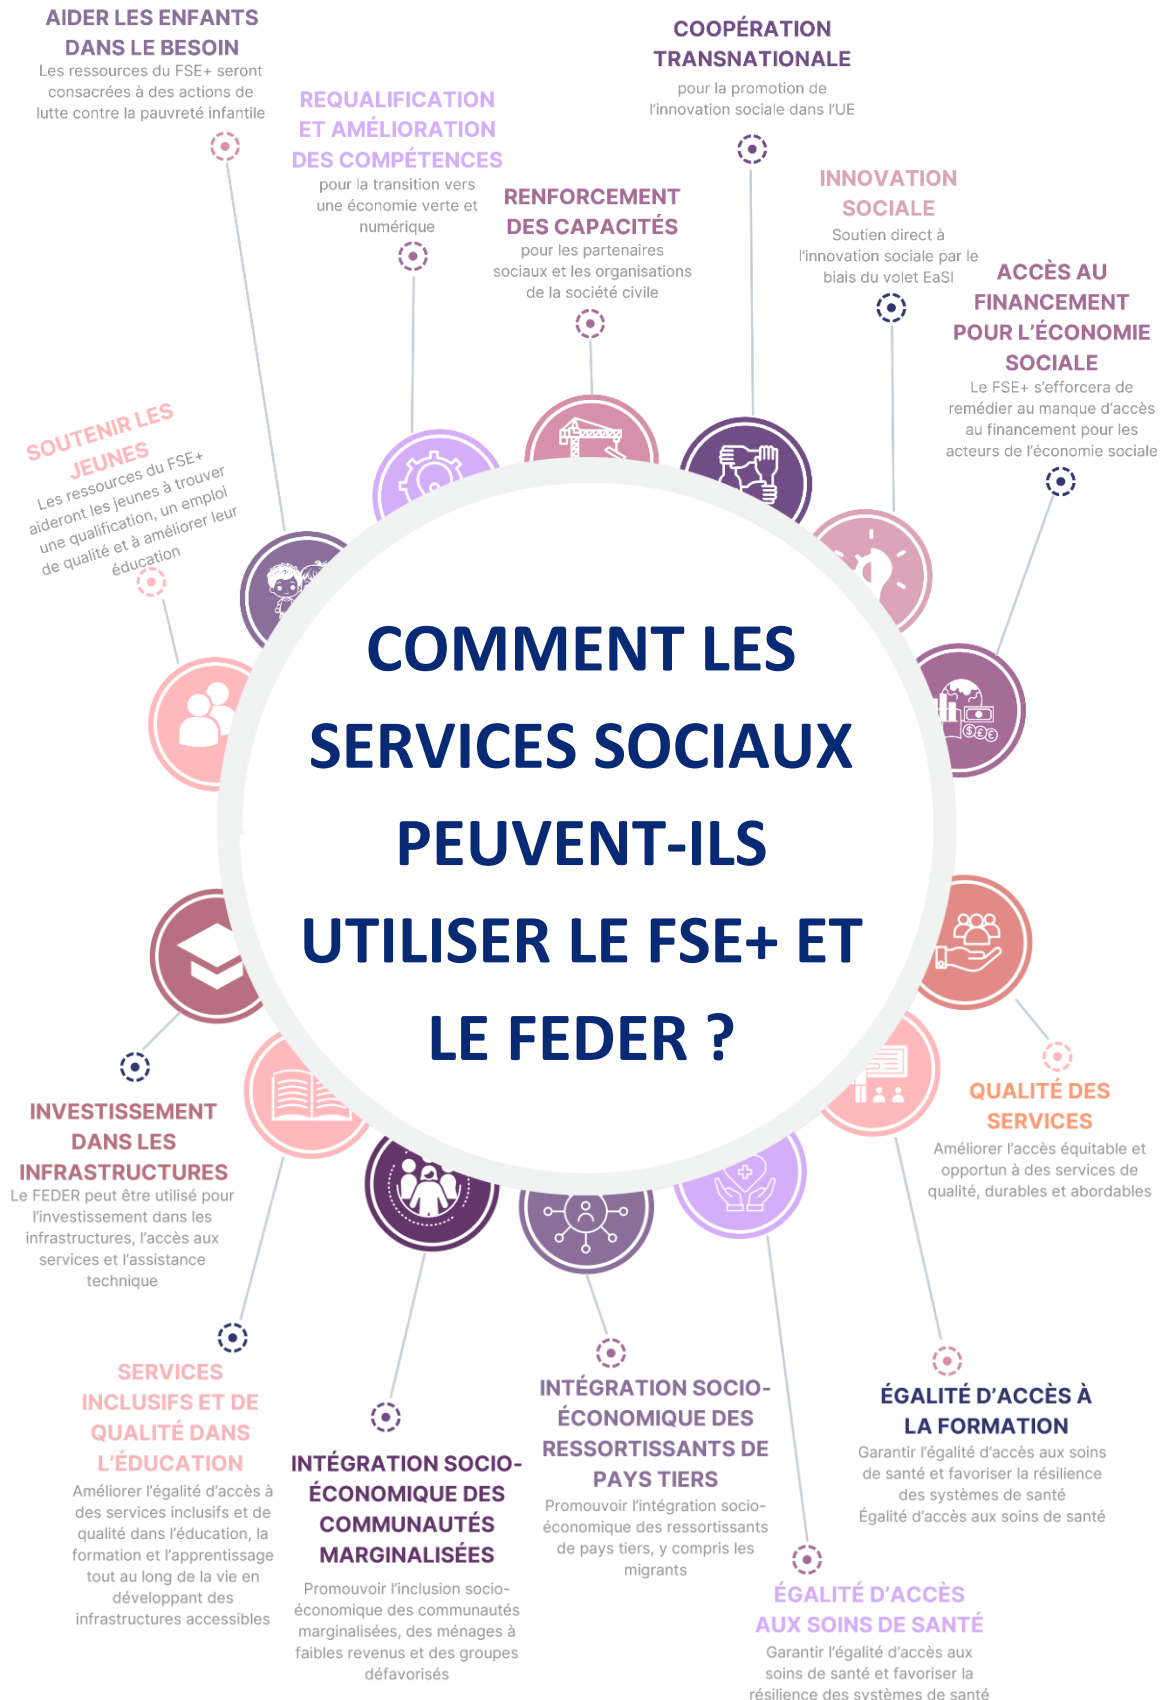 AIDER LES ENFANTS
DANS LE BESOIN
Les ressources du FSE+ seront
consacrées à des actions de
lutte contre la pauvreté infantile
REQUALIFICATION
ET AMÉLIORATION
DES COMPÉTENCES
pour la transition vers
une économie verte et
numérique
RENFORCEMENT
DES CAPACITÉS
pour les partenaires
sociaux et les organisations
de la société civile
COOPÉRATION
TRANSNATIONALE
pour la promotion de
l'innovation sociale dans l'UE
INNOVATION
SOCIALE
Soutien direct à
l'innovation sociale par le
biais du volet EaSI
ACCÈS AU
FINANCEMENT
POUR L'ÉCONOMIE
SOCIALE
Le FSE+ s'efforcera de
remédier au manque d'accès
au financement pour les
acteurs de l'économie sociale
SOUTENIR LES
JEUNES
Les ressources du FSE+
aideront les jeunes à trouver
une qualification, un emploi
de qualité et à améliorer leur
éducation
COMMENT LES
SERVICES SOCIAUX
PEUVENT-ILS
UTILISER LE FSE+ ET
LE FEDER ?
INVESTISSEMENT
DANS LES
INFRASTRUCTURES
Le FEDER peut être utilisé pour
l'investissement dans les
infrastructures, l'accès aux
services et l'assistance
technique
SERVICES
INCLUSIFS ET DE
QUALITÉ DANS
L'ÉDUCATION
Améliorer l'égalité d'accès à
des services inclusifs et de
qualité dans l'éducation, la
formation et l'apprentissage
tout au long de la vie en
développant des
infrastructures accessibles
INTÉGRATION SOCIO-
ÉCONOMIQUE DES
COMMUNAUTÉS
MARGINALISÉES
Promouvoir l'inclusion socio-
économique des communautés
marginalisées, des ménages à
faibles revenus et des groupes
défavorisés
INTÉGRATION SOCIO-
ÉCONOMIQUE DES
RESSORTISSANTS DE
PAYS TIERS
Promouvoir l'intégration socio-
économique des ressortissants
de pays tiers, y compris les
migrants
ÉGALITÉ D'ACCÈS
AUX SOINS DE SANTÉ
Garantir l'égalité d'accès aux
soins de santé et favoriser la
résilience des systèmes de santé
ÉGALITÉ D'ACCÈS À
LA FORMATION
Garantir l'égalité d'accès aux soins
de santé et favoriser la résilience
des systèmes de santé
Égalité d'accès aux soins de santé
QUALITÉ DES
SERVICES
Améliorer l'accès équitable et
opportun à des services de
qualité, durables et abordables